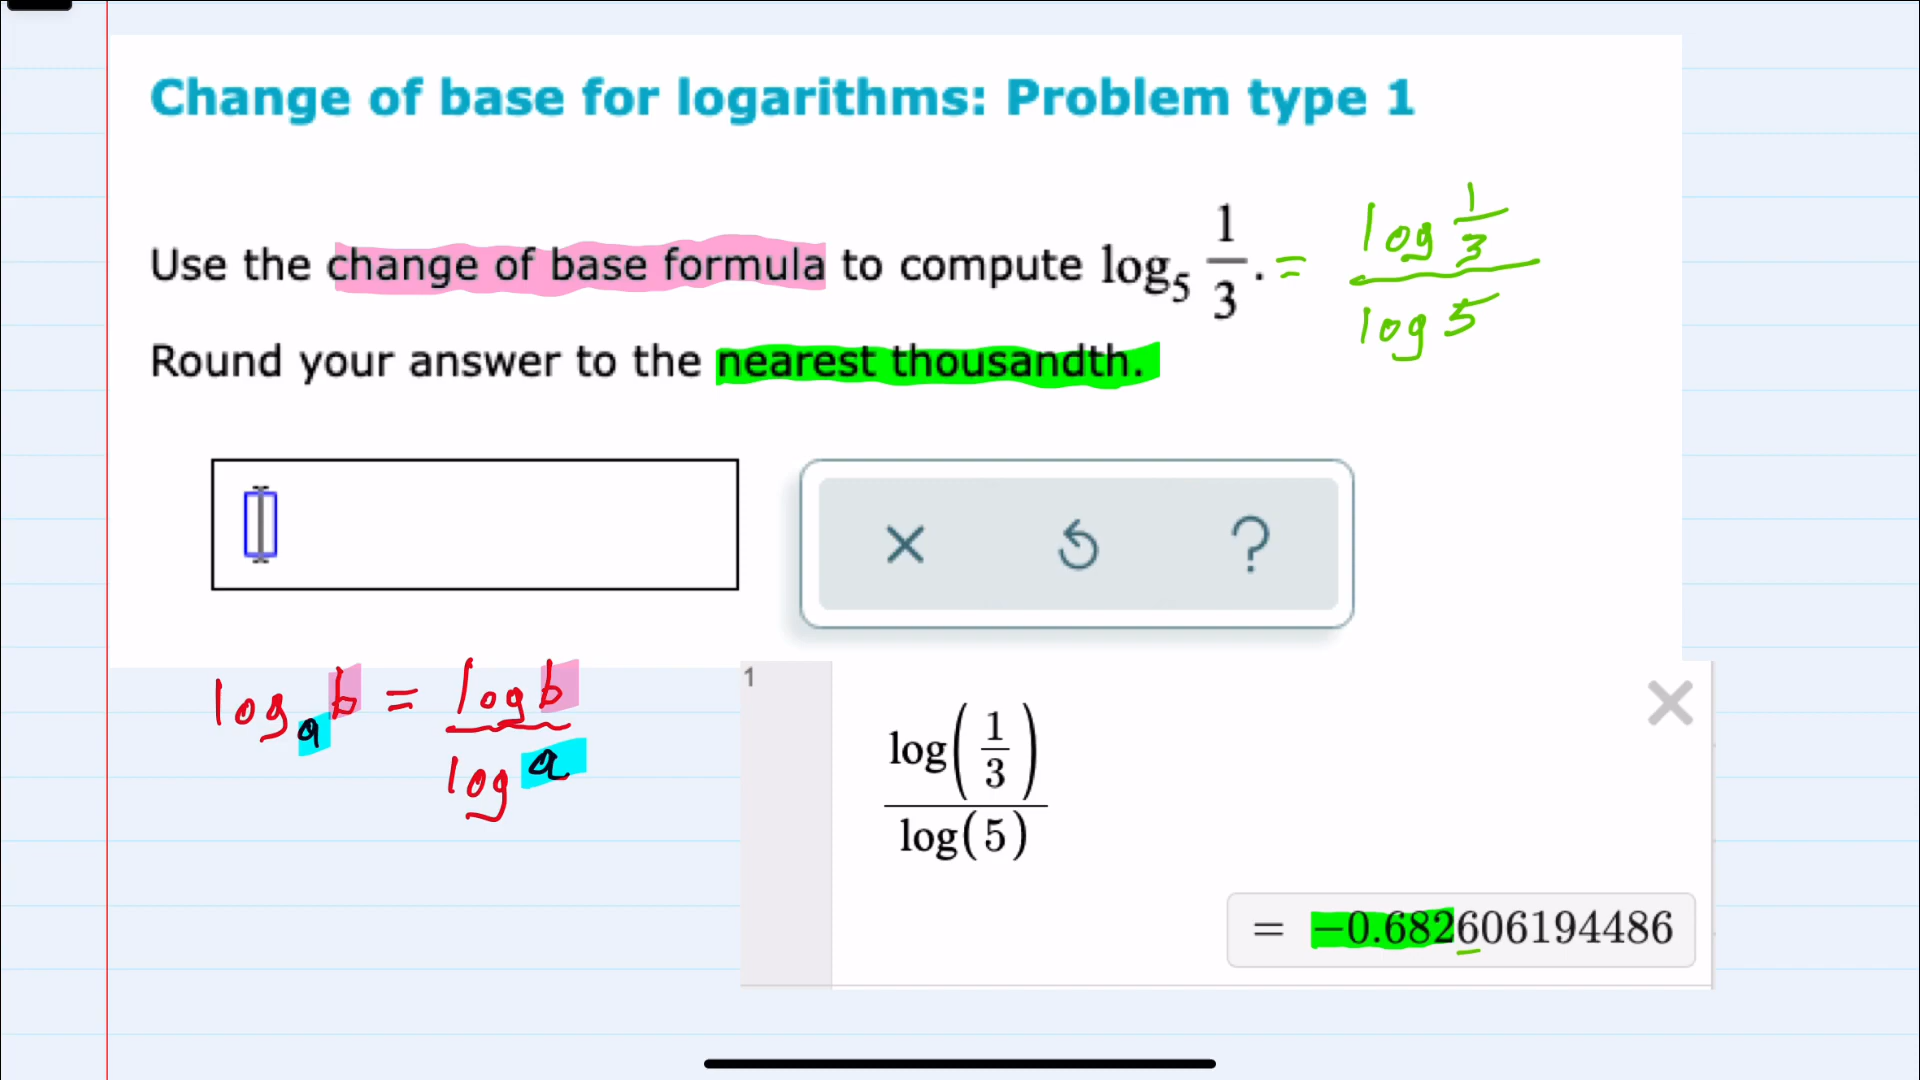 Change of base for logarithms: Problem type 1
Use the change of base formula to compute log₅ 1/3. = log 1/3 / log 5
Round your answer to the nearest thousandth.
× ?
logₐ b = log b / log a
1
×
log(1/3) / log(5)
= −0.682606194486